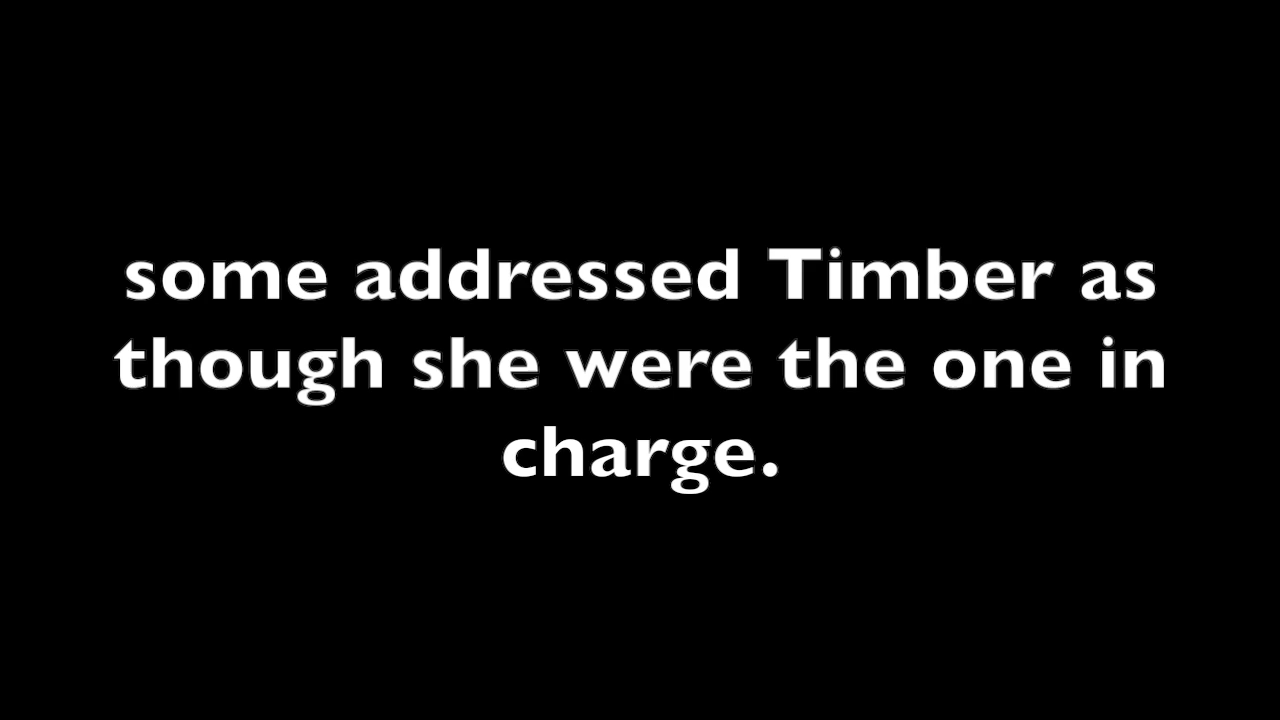 some addressed Timber as
though she were the one in
charge.